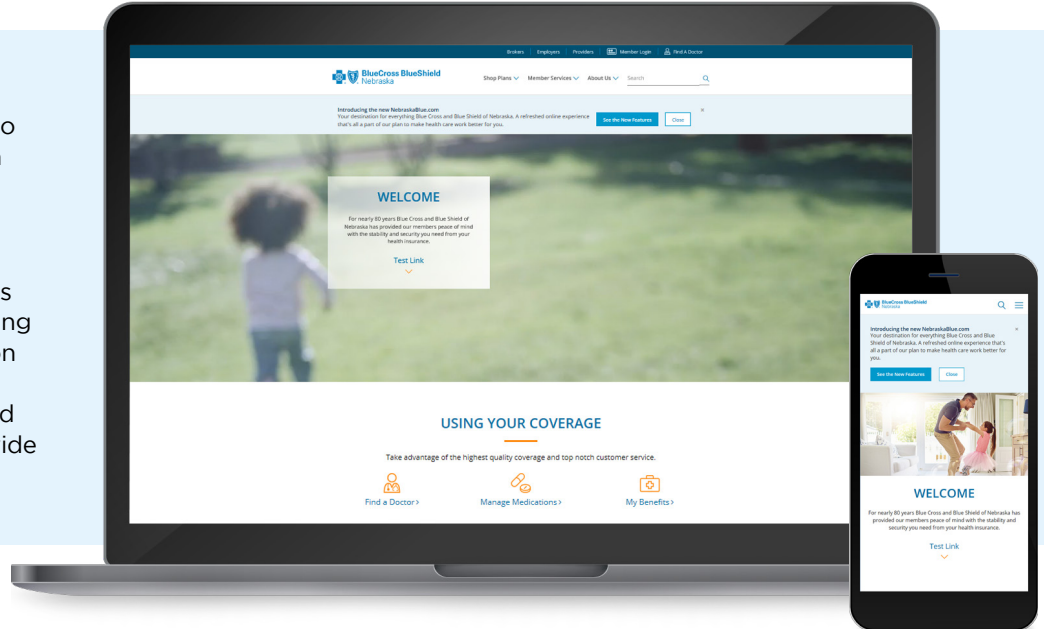 o
s
ing
on
d
ide
Brokers Employers Providers Member Login Find A Doctor
BlueCross BlueShield
Nebraska
Shop Plans Member Services About Us Search
Introducing the new NebraskaBlue.com ×
Your destination for everything Blue Cross and Blue Shield of Nebraska. A refreshed online experience
that's all a part of our plan to make health care work better for you.
See the New Features Close
WELCOME
For nearly 80 years Blue Cross and Blue Shield of
Nebraska has provided our members peace of mind
with the stability and security you need from your
health insurance.
Test Link
USING YOUR COVERAGE
Take advantage of the highest quality coverage and top notch customer service.
Find a Doctor > Manage Medications > My Benefits >
BlueCross BlueShield
Nebraska
Introducing the new NebraskaBlue.com ×
Your destination for everything Blue Cross and Blue
Shield of Nebraska. A refreshed online experience that's
all a part of our plan to make health care work better for
you.
See the New Features Close
WELCOME
For nearly 80 years Blue Cross and Blue Shield of Nebraska has
provided our members peace of mind with the stability and
security you need from your health insurance.
Test Link